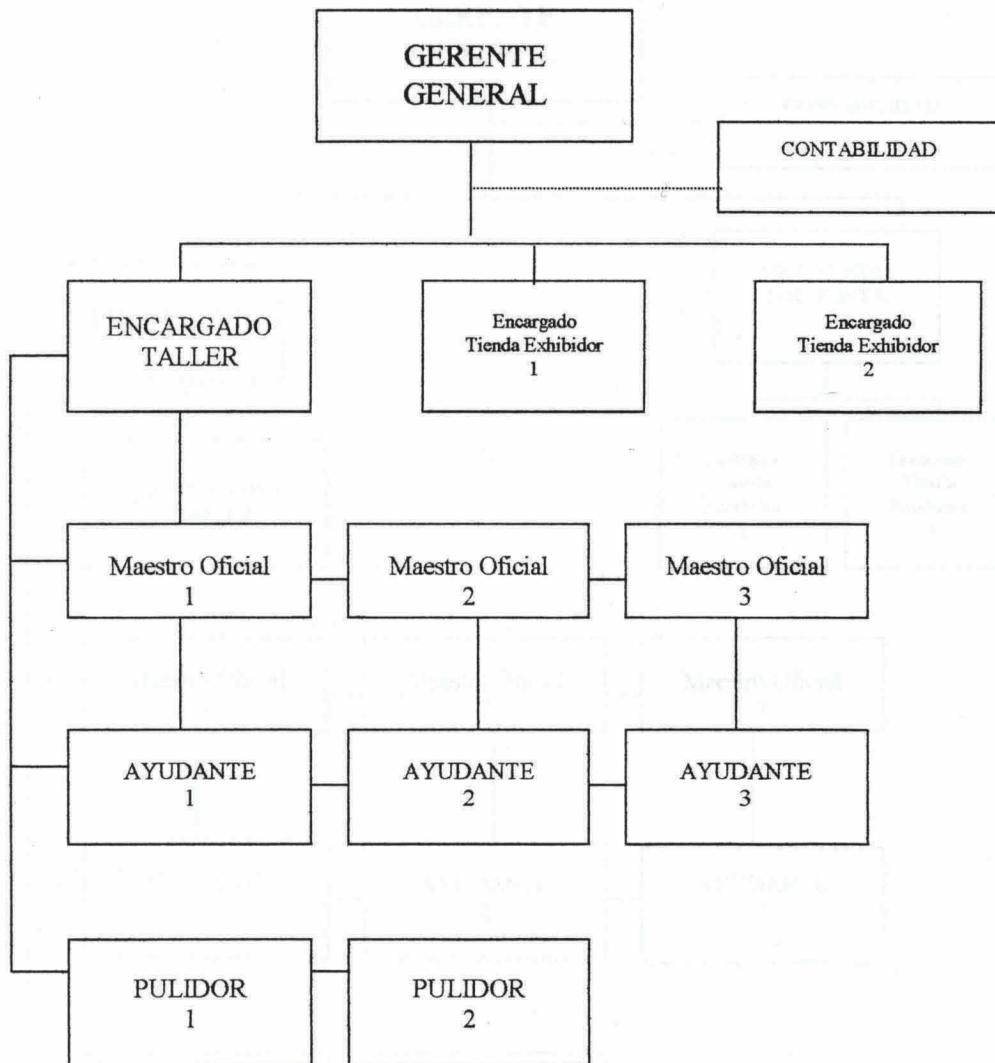 GERENTE
GENERAL
CONTABILIDAD
ENCARGADO
TALLER
Encargado
Tienda Exhibidor
1
Encargado
Tienda Exhibidor
2
Maestro Oficial
1
Maestro Oficial
2
Maestro Oficial
3
AYUDANTE
1
AYUDANTE
2
AYUDANTE
3
PULIDOR
1
PULIDOR
2